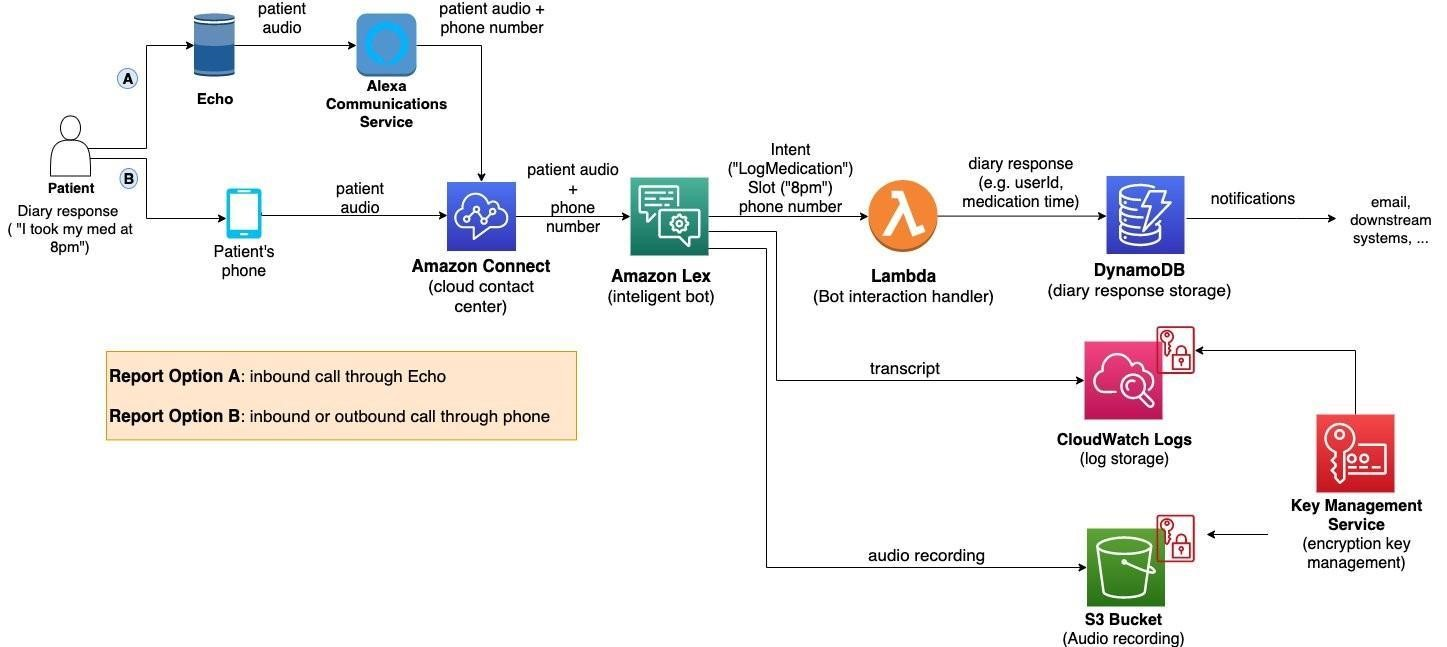 patient
audio
patient audio +
phone number
A
Echo
Alexa
Communications
Service
Patient
Diary response
( "I took my med at
8pm")
B
patient
audio
Patient's
phone
Amazon Connect
(cloud contact
center)
patient audio
+
phone
number
Amazon Lex
(inteligent bot)
Intent
("LogMedication")
Slot ("8pm")
phone number
Lambda
(Bot interaction handler)
diary response
(e.g. userId,
medication time)
DynamoDB
(diary response storage)
notifications
email,
downstream
systems, ...
Report Option A: inbound call through Echo
Report Option B: inbound or outbound call through phone
transcript
CloudWatch Logs
(log storage)
Key Management
Service
(encryption key
management)
audio recording
S3 Bucket
(Audio recording)